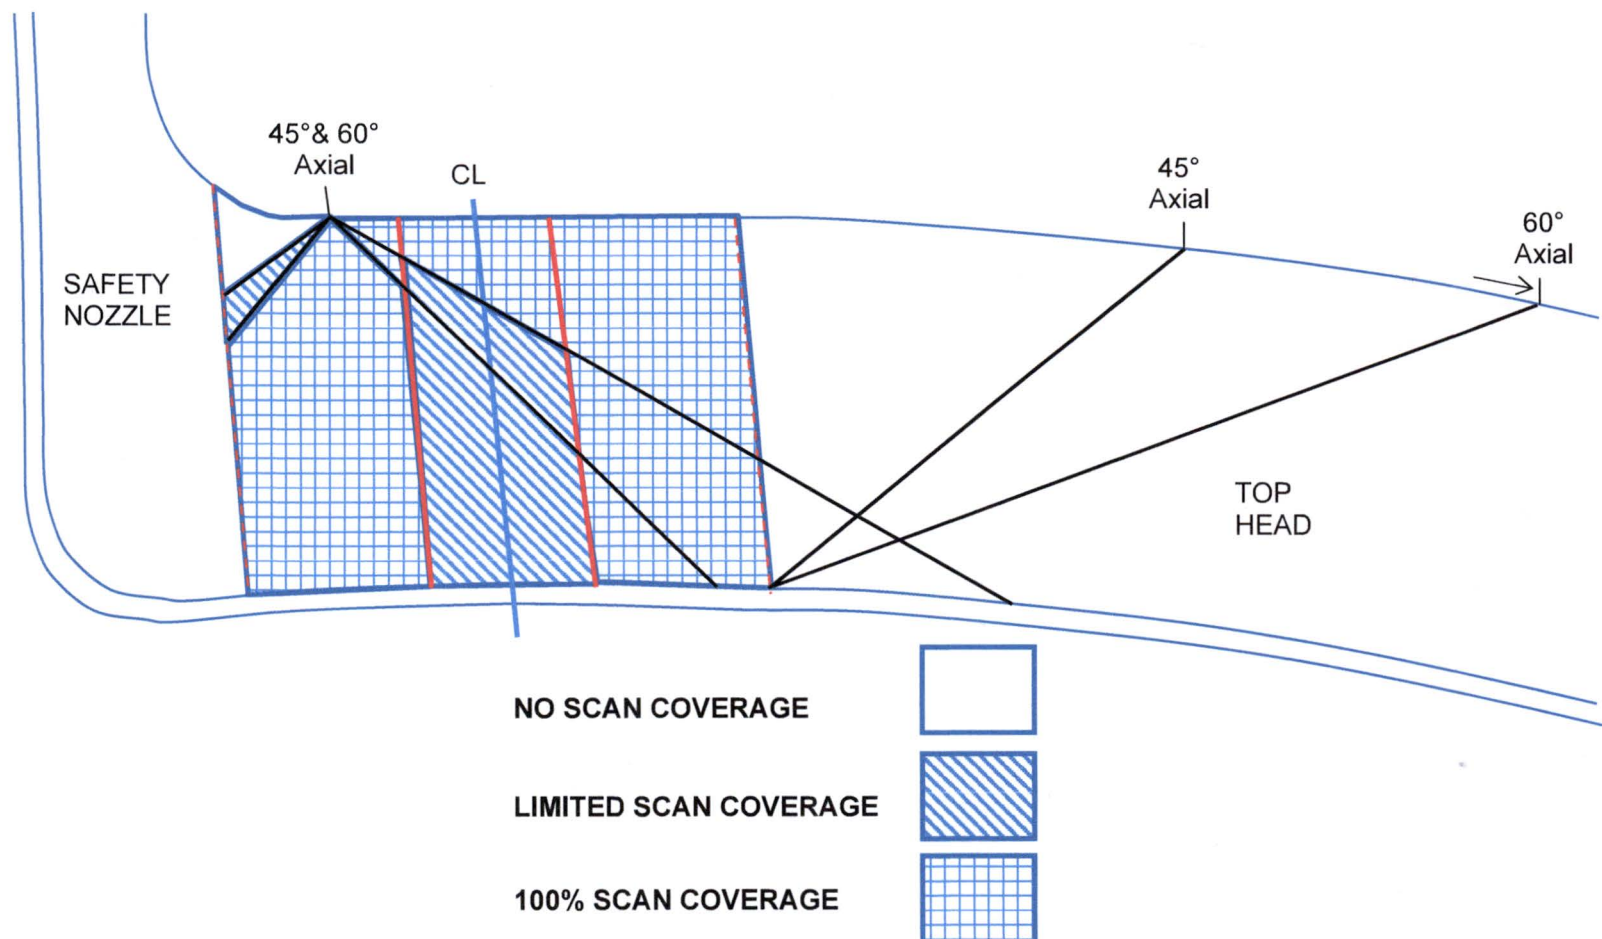 45°& 60°
Axial
CL
45°
Axial
60°
Axial
SAFETY
NOZZLE
TOP
HEAD
NO SCAN COVERAGE
LIMITED SCAN COVERAGE
100% SCAN COVERAGE